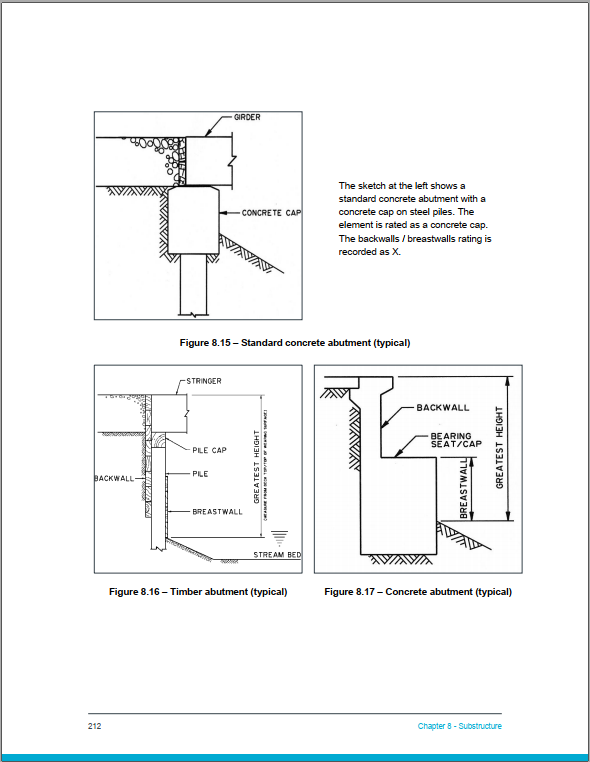 GIRDER
CONCRETE CAP
The sketch at the left shows a
standard concrete abutment with a
concrete cap on steel piles. The
element is rated as a concrete cap.
The backwalls / breastwalls rating is
recorded as X.
Figure 8.15 – Standard concrete abutment (typical)
STRINGER
PILE CAP
PILE
BACKWALL
BREASTWALL
GREATEST HEIGHT
STREAM BED
BACKWALL
BEARING
SEAT/CAP
BREASTWALL
GREATEST HEIGHT
Figure 8.16 – Timber abutment (typical)
Figure 8.17 – Concrete abutment (typical)
212
Chapter 8 - Substructure